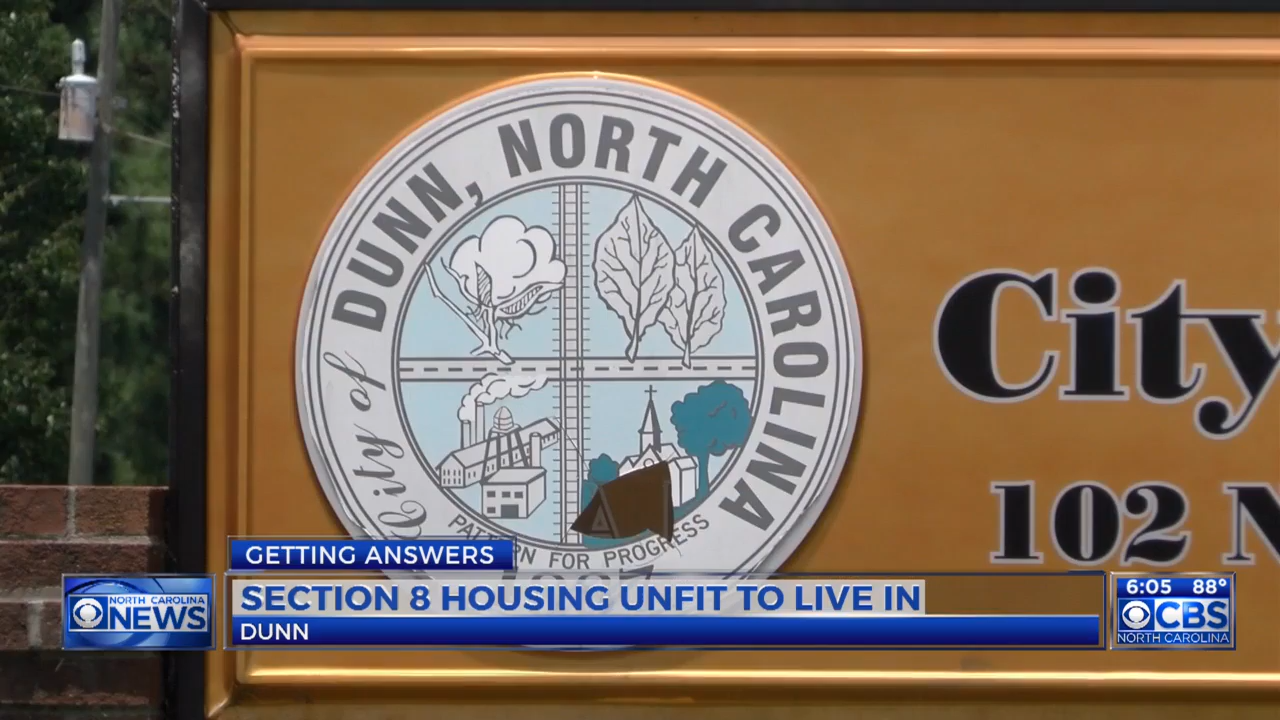 City of DUNN, NORTH CAROLINA
FOR PROGRESS
City
102 N
GETTING ANSWERS
SECTION 8 HOUSING UNFIT TO LIVE IN
DUNN
NORTH CAROLINA
NEWS
6:05 88°
CBS
NORTH CAROLINA